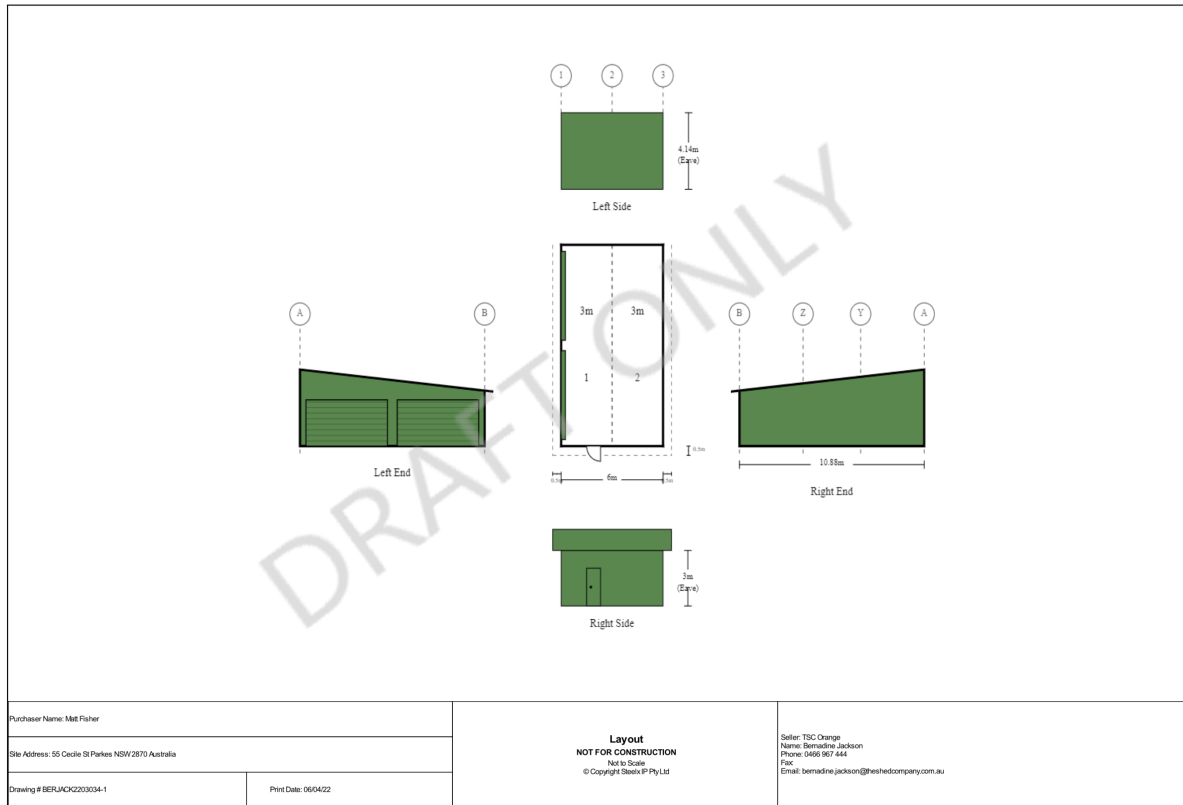 1 2 3
4.14m
(Eave)
Left Side
DRAFT ONLY
A B
3m 3m
1 2
B Z Y A
0.5m
Left End
0.5m 6m 0.5m
10.88m
Right End
3m
(Eave)
Right Side
Purchaser Name: Matt Fisher
Site Address: 55 Cecile St Parkes NSW 2870 Australia
Drawing # BERJACK2203034-1
Print Date: 06/04/22
Layout
NOT FOR CONSTRUCTION
Not to Scale
© Copyright Steelx IP Pty Ltd
Seller: TSC Orange
Name: Bernadine Jackson
Phone: 0466 967 444
Fax:
Email: bernadine.jackson@theshedcompany.com.au